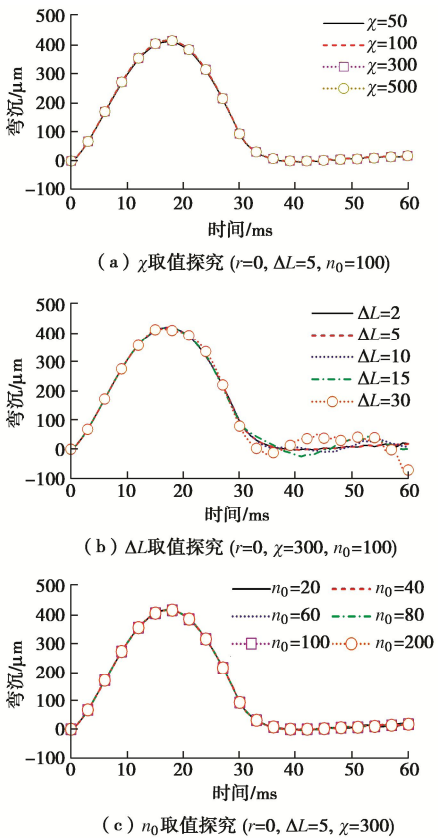 500
400
300
200
100
0
−100
弯沉/μm
χ=50
χ=100
χ=300
χ=500
0 10 20 30 40 50 60
时间/ms
（a）χ取值探究 (r=0, ΔL=5, n₀=100)
500
400
300
200
100
0
−100
弯沉/μm
ΔL=2
ΔL=5
ΔL=10
ΔL=15
ΔL=30
0 10 20 30 40 50 60
时间/ms
（b）ΔL取值探究 (r=0, χ=300, n₀=100)
500
400
300
200
100
0
−100
弯沉/μm
n₀=20 n₀=40
n₀=60 n₀=80
n₀=100 n₀=200
0 10 20 30 40 50 60
时间/ms
（c）n₀取值探究 (r=0, ΔL=5, χ=300)